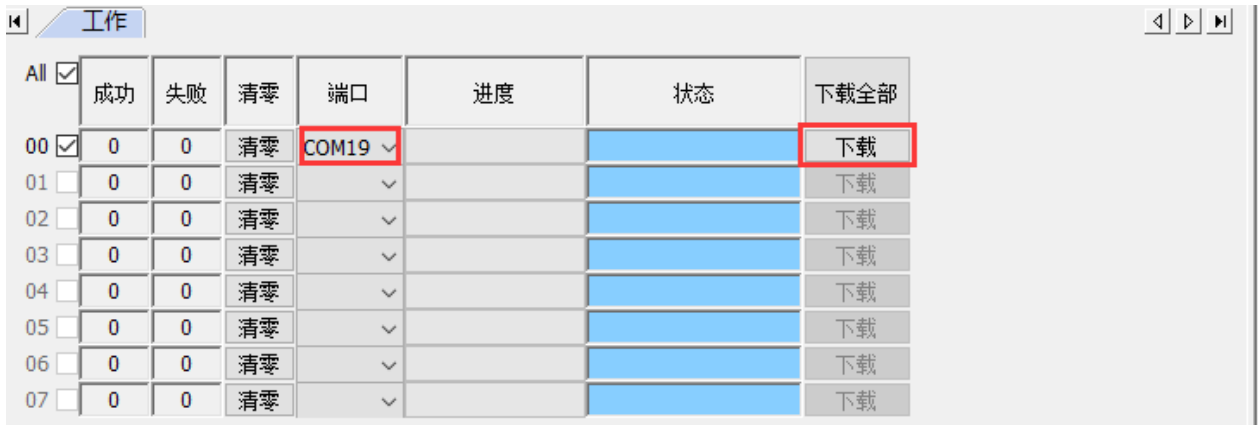 工作
All 成功 失败 清零 端口 进度 状态 下载全部
00 0 0 清零 COM19 下载
01 0 0 清零 下载
02 0 0 清零 下载
03 0 0 清零 下载
04 0 0 清零 下载
05 0 0 清零 下载
06 0 0 清零 下载
07 0 0 清零 下载